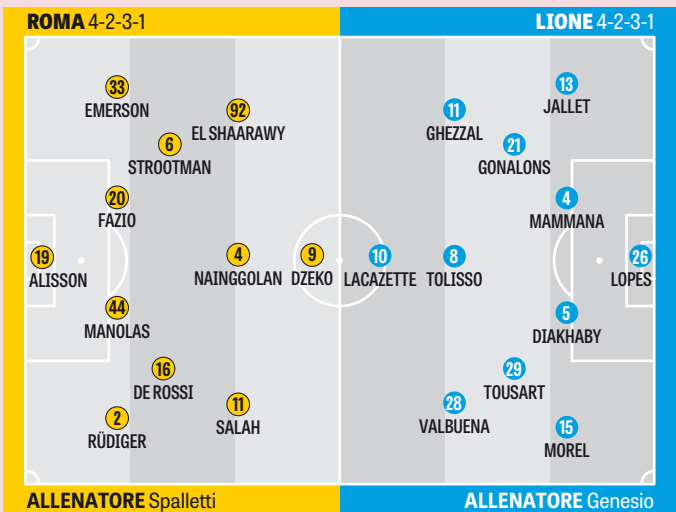 ROMA 4-2-3-1
LIONE 4-2-3-1
33
EMERSON
92
EL SHAARAWY
6
STROOTMAN
20
FAZIO
19
ALISSON
4
NAINGGOLAN
9
DZEKO
44
MANOLAS
16
DE ROSSI
11
SALAH
2
RÜDIGER
13
JALLET
11
GHEZZAL
21
GONALONS
4
MAMMANA
10
LACAZETTE
8
TOLISSO
26
LOPES
5
DIAKHABY
29
TOUSART
28
VALBUENA
15
MOREL
ALLENATORE Spalletti
ALLENATORE Genesio